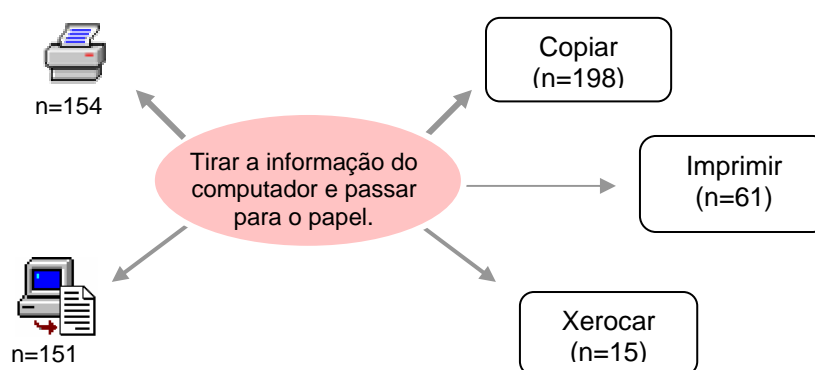 n=154
Copiar
(n=198)
Tirar a informação do
computador e passar
para o papel.
Imprimir
(n=61)
n=151
Xerocar
(n=15)